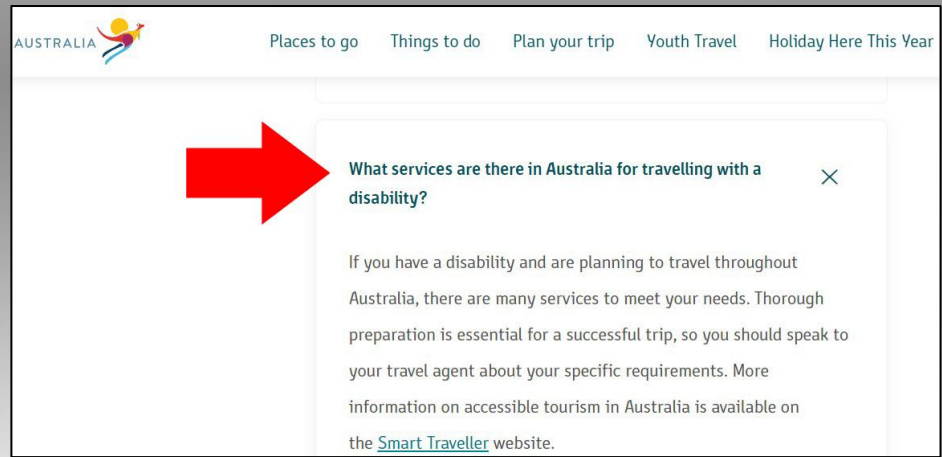 AUSTRALIA
Places to go Things to do Plan your trip Youth Travel Holiday Here This Year
What services are there in Australia for travelling with a
disability?
If you have a disability and are planning to travel throughout
Australia, there are many services to meet your needs. Thorough
preparation is essential for a successful trip, so you should speak to
your travel agent about your specific requirements. More
information on accessible tourism in Australia is available on
the Smart Traveller website.